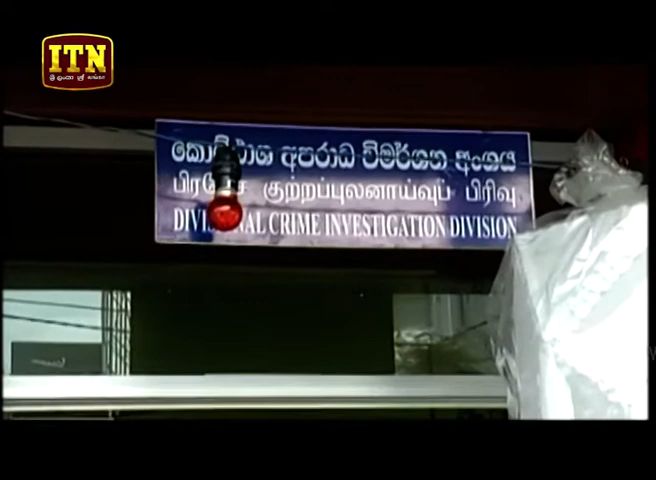 ITN
කොට්ඨාශ අපරාධ විමර්ශන අංශය
குற்றப்புலனாய்வுப் பிரிவு
CRIME INVESTIGATION DIVISION